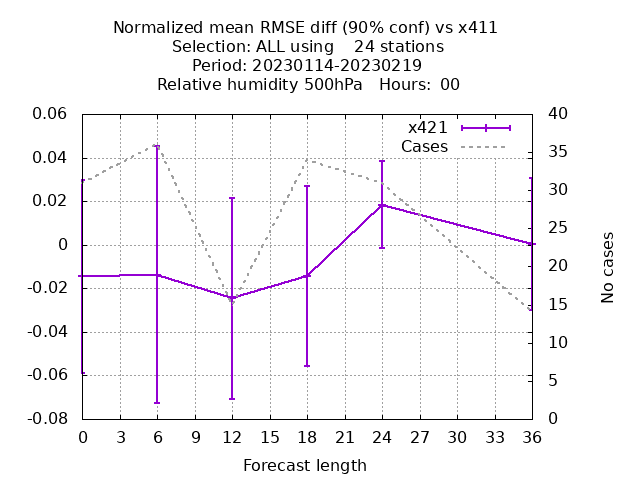 Normalized mean RMSE diff (90% conf) vs x411
Selection: ALL using    24 stations
Period: 20230114-20230219
Relative humidity 500hPa   Hours:  00
x421
Cases
0.06
0.04
0.02
0
-0.02
-0.04
-0.06
-0.08
40
35
30
25
20
15
10
5
0
No cases
0 3 6 9 12 15 18 21 24 27 30 33 36
Forecast length